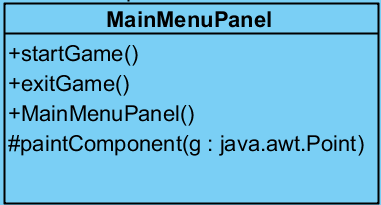 MainMenuPanel
+startGame()
+exitGame()
+MainMenuPanel()
#paintComponent(g : java.awt.Point)